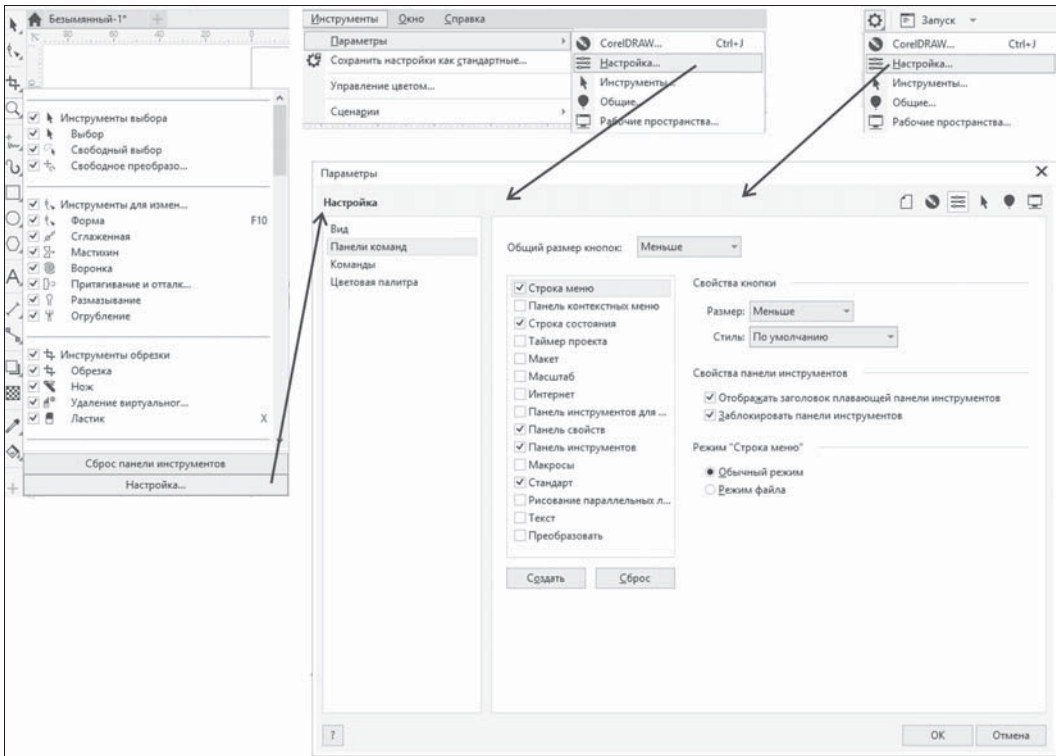 Безымянный-1*
80 60 40 20 0
Инструменты выбора
Выбор
Свободный выбор
Свободное преобразо...
Инструменты для измен...
Форма F10
Сглаженная
Мастихин
Воронка
Притягивание и отталк...
Размазывание
Огрубление
Инструменты обрезки
Обрезка
Нож
Удаление виртуальног...
Ластик X
Сброс панели инструментов
Настройка...
Инструменты Окно Справка
Параметры
Сохранить настройки как стандартные...
Управление цветом...
Сценарии
CorelDRAW... Ctrl+J
Настройка...
Инструменты...
Общие...
Рабочие пространства...
Запуск
CorelDRAW... Ctrl+J
Настройка...
Инструменты...
Общие...
Рабочие пространства...
Параметры
Настройка
Вид
Панели команд
Команды
Цветовая палитра
Общий размер кнопок: Меньше
Строка меню
Панель контекстных меню
Строка состояния
Таймер проекта
Макет
Масштаб
Интернет
Панель инструментов для ...
Панель свойств
Панель инструментов
Макросы
Стандарт
Рисование параллельных л...
Текст
Преобразовать
Создать Сброс
Свойства кнопки
Размер: Меньше
Стиль: По умолчанию
Свойства панели инструментов
Отображать заголовок плавающей панели инструментов
Заблокировать панели инструментов
Режим "Строка меню"
Обычный режим
Режим файла
? OK Отмена